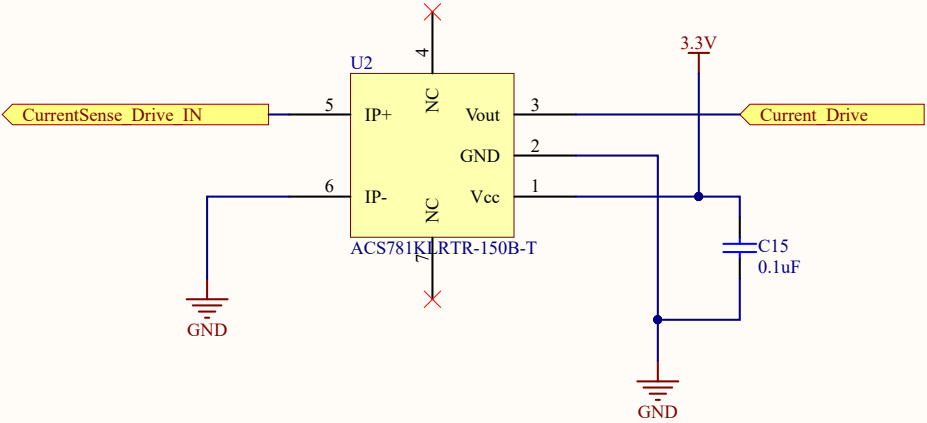 4
3.3V
U2
NC
CurrentSense_Drive_IN
5
IP+
Vout
3
Current_Drive
GND
2
6
IP-
Vcc
1
NC
ACS781KLRTR-150B-T
7
C15
0.1uF
GND
GND